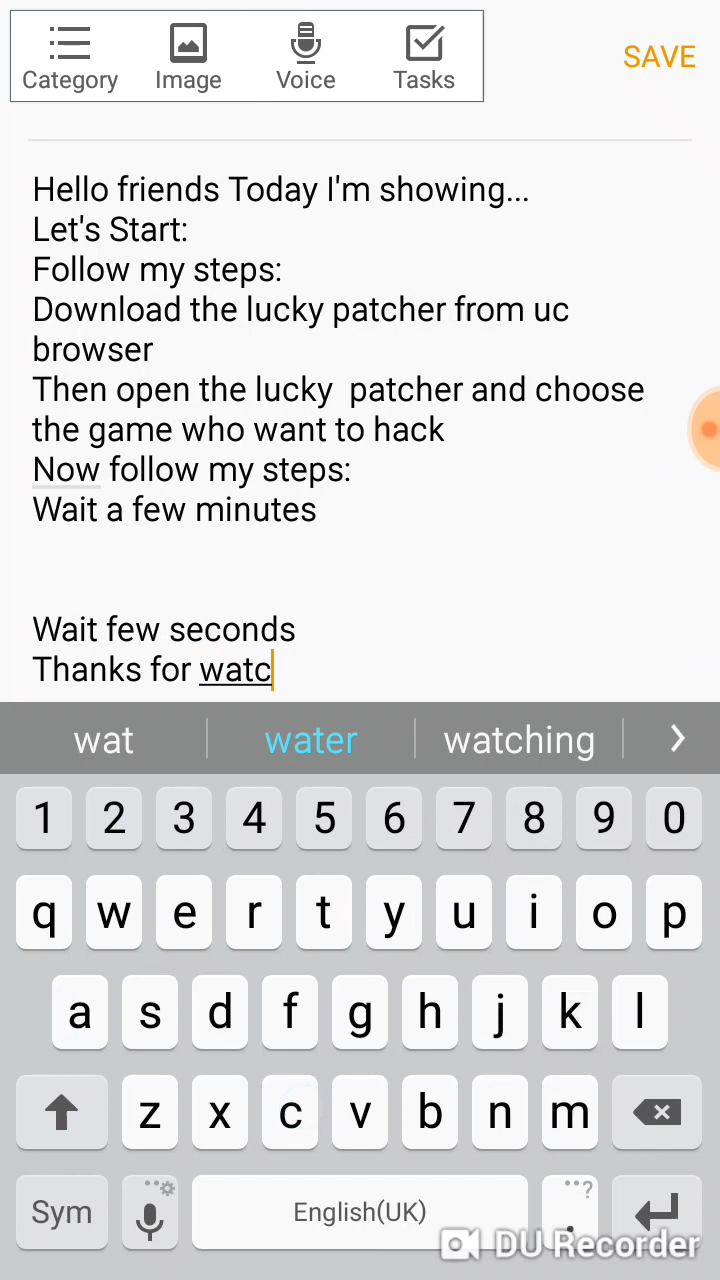 Category Image Voice Tasks
SAVE
Hello friends Today I'm showing...
Let's Start:
Follow my steps:
Download the lucky patcher from uc
browser
Then open the lucky  patcher and choose
the game who want to hack
Now follow my steps:
Wait a few minutes
Wait few seconds
Thanks for watc
wat water watching
1 2 3 4 5 6 7 8 9 0
q w e r t y u i o p
a s d f g h j k l
z x c v b n m
Sym English(UK) . ?
DU Recorder